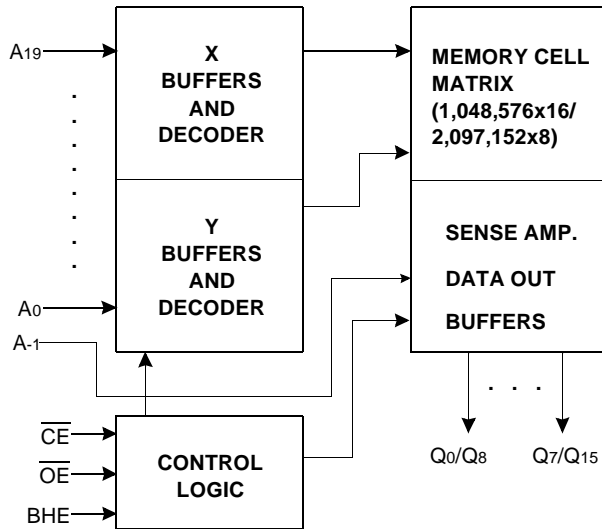 A19
X
BUFFERS
AND
DECODER
MEMORY CELL
MATRIX
(1,048,576x16/
2,097,152x8)
Y
BUFFERS
AND
DECODER
SENSE AMP.
DATA OUT
BUFFERS
A0
A-1
CE
OE
BHE
CONTROL
LOGIC
. . .
Q0/Q8
Q7/Q15